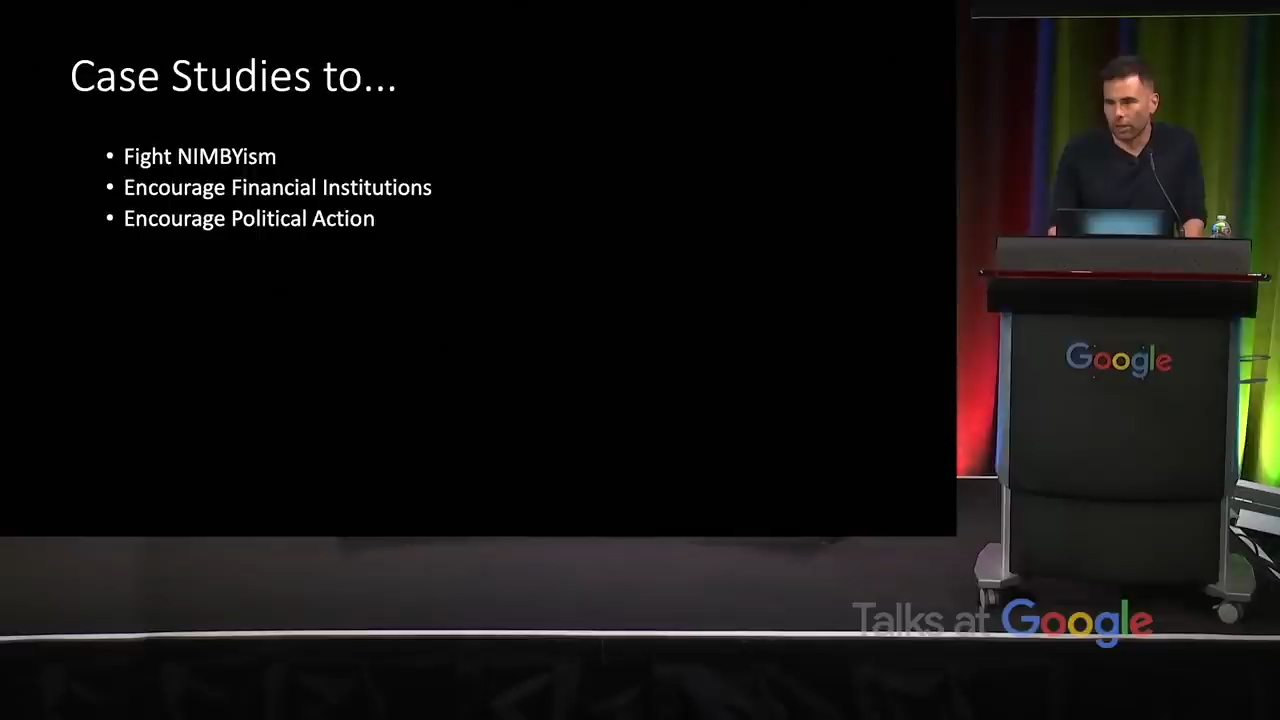 Case Studies to...
• Fight NIMBYism
• Encourage Financial Institutions
• Encourage Political Action
Google
Talks at Google